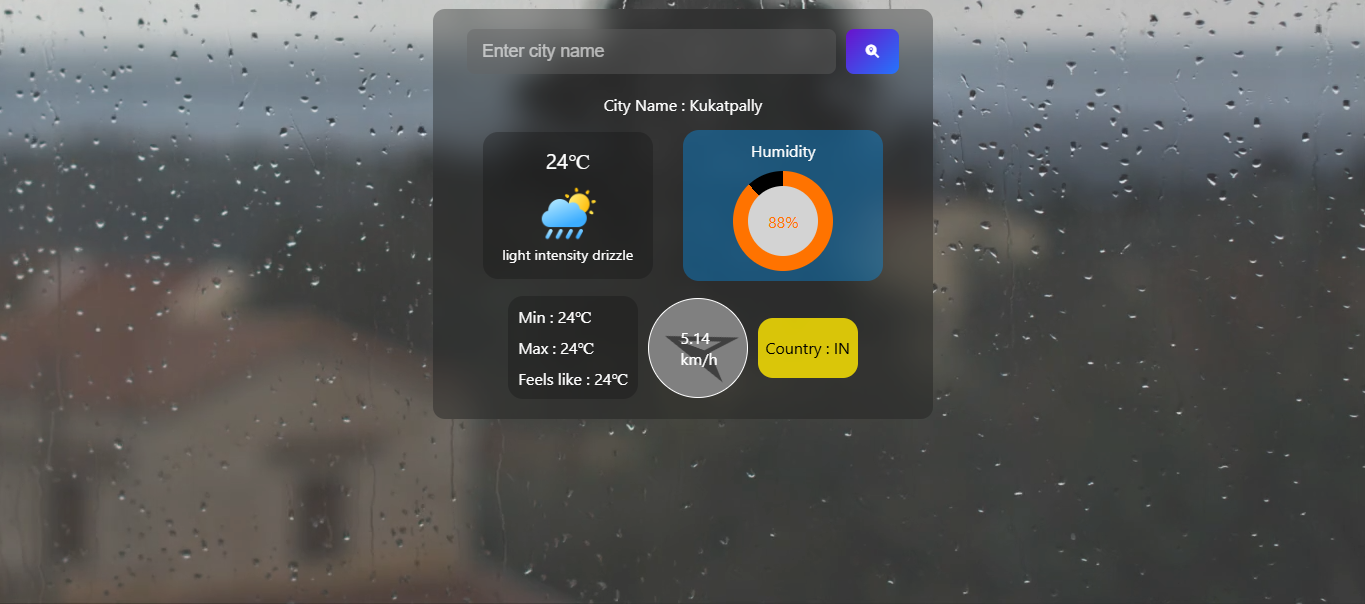 Enter city name
City Name : Kukatpally
24°C
light intensity drizzle
Humidity
88%
Min : 24°C
Max : 24°C
Feels like : 24°C
5.14
km/h
Country : IN